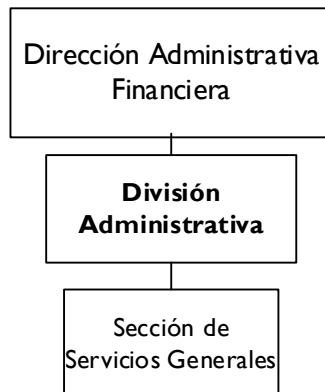 Dirección Administrativa
Financiera
División
Administrativa
Sección de
Servicios Generales